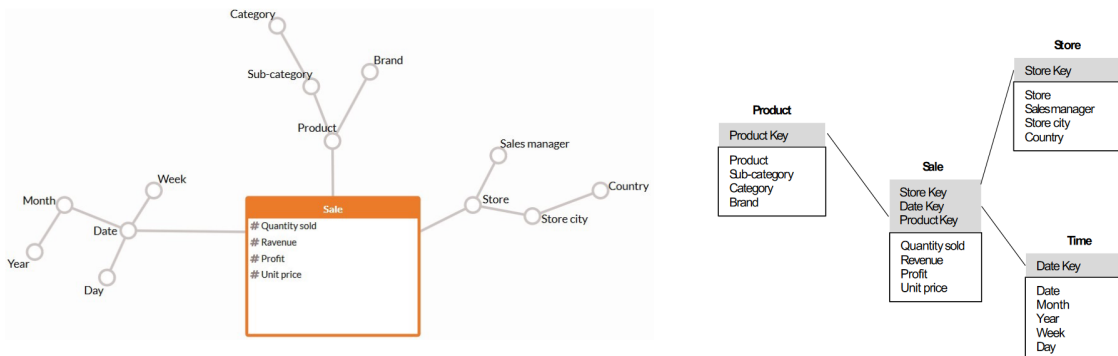 Category
Sub-category
Brand
Product
Sales manager
Country
Store
Store city
Week
Month
Date
Year
Day
Sale
# Quantity sold
# Ravenue
# Profit
# Unit price
Product
Product Key
Product
Sub-category
Category
Brand
Store
Store Key
Store
Sales manager
Store city
Country
Sale
Store Key
Date Key
Product Key
Quantity sold
Revenue
Profit
Unit price
Time
Date Key
Date
Month
Year
Week
Day